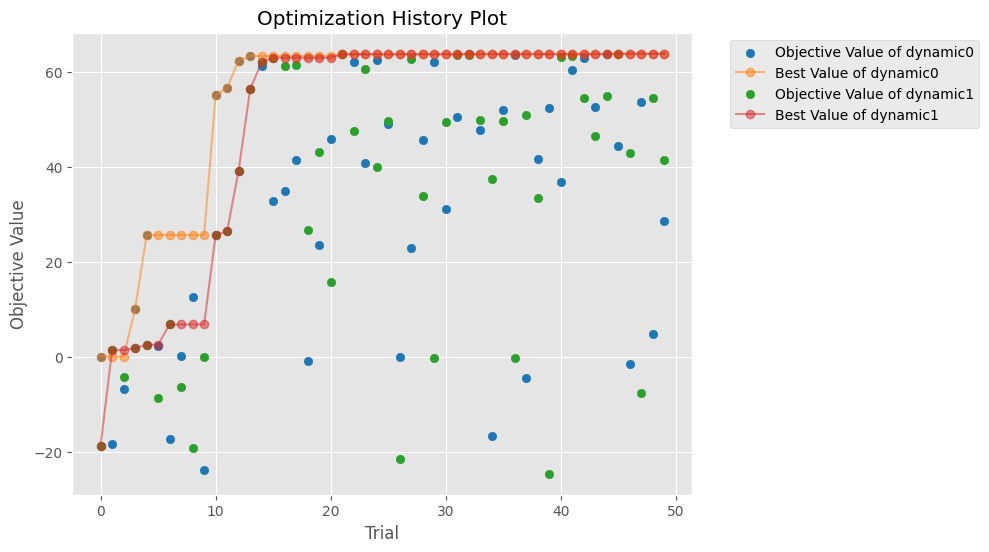 Optimization History Plot
Objective Value
60
40
20
0
−20
0
10
20
30
40
50
Trial
Objective Value of dynamic0
Best Value of dynamic0
Objective Value of dynamic1
Best Value of dynamic1